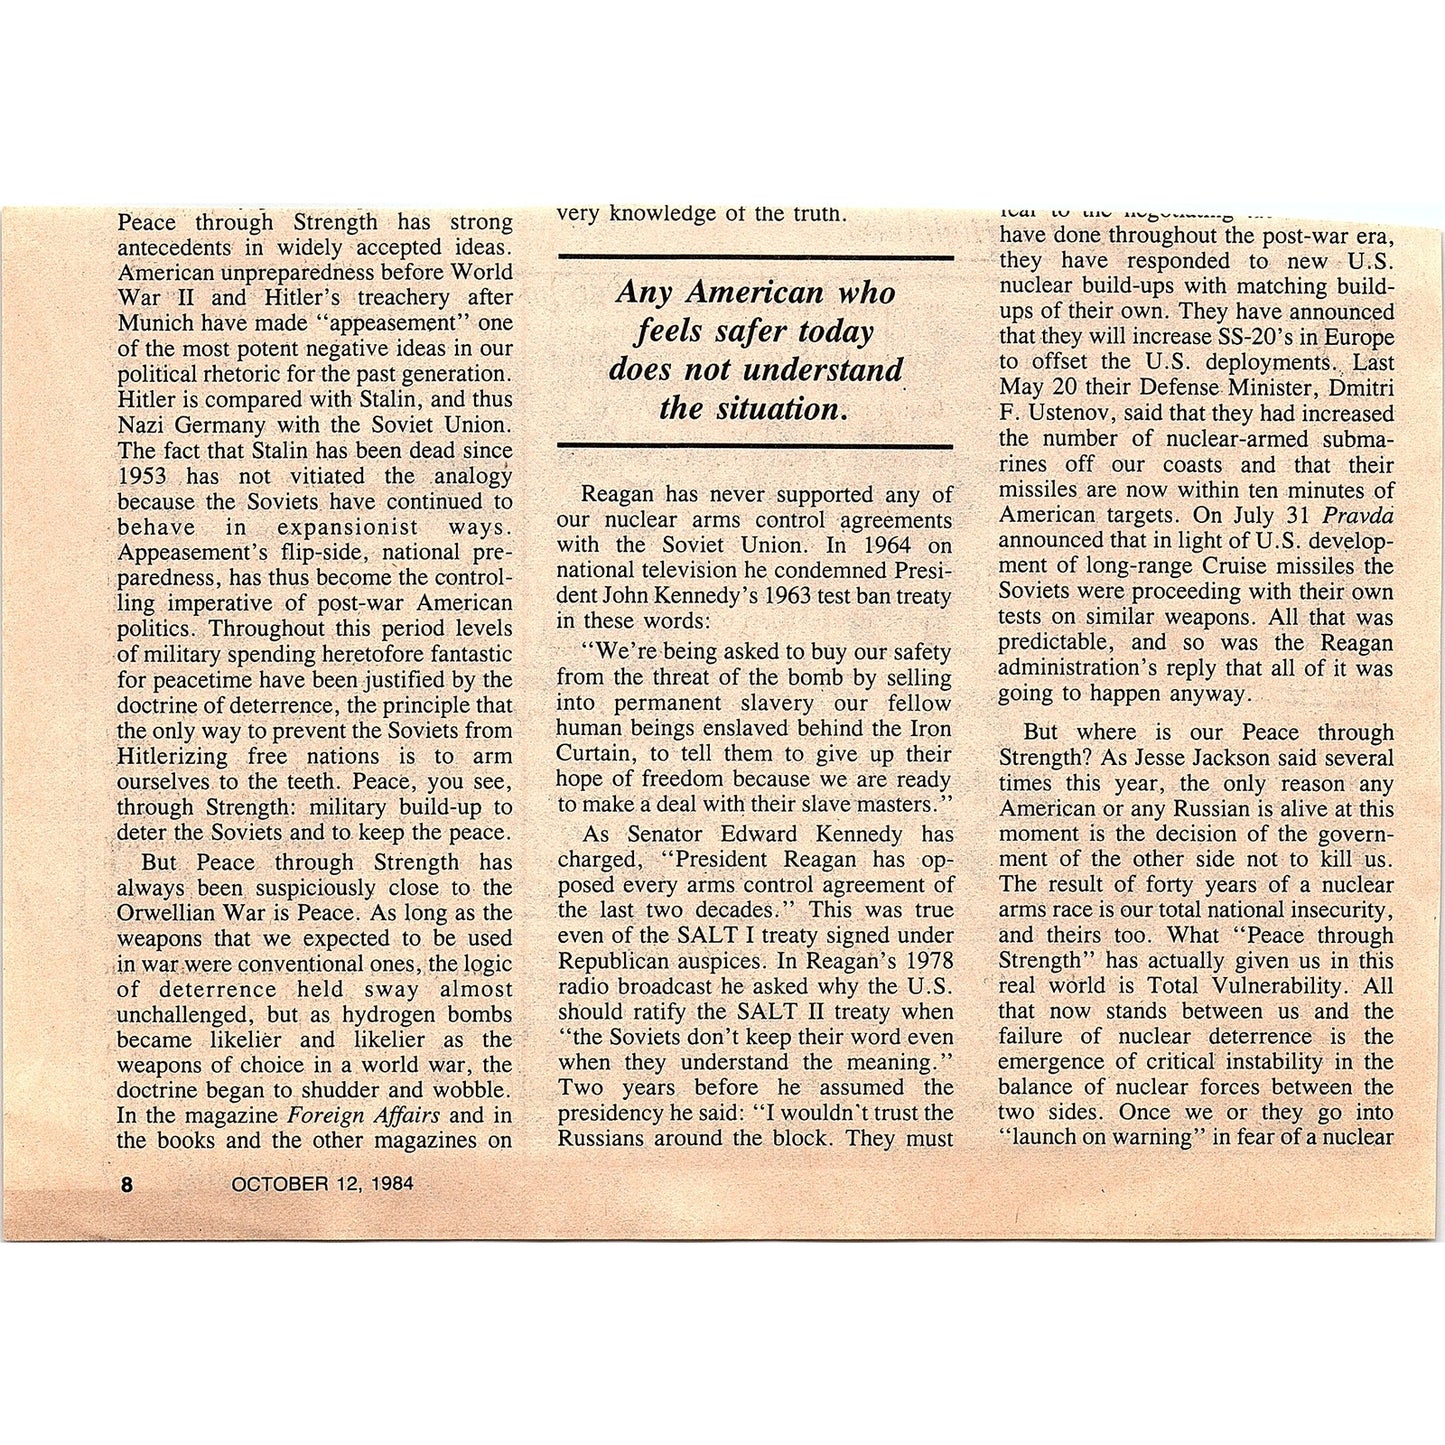 Peace through Strength has strong
antecedents in widely accepted ideas.
American unpreparedness before World
War II and Hitler's treachery after
Munich have made "appeasement" one
of the most potent negative ideas in our
political rhetoric for the past generation.
Hitler is compared with Stalin, and thus
Nazi Germany with the Soviet Union.
The fact that Stalin has been dead since
1953 has not vitiated the analogy
because the Soviets have continued to
behave in expansionist ways.
Appeasement's flip-side, national pre-
paredness, has thus become the control-
ling imperative of post-war American
politics. Throughout this period levels
of military spending heretofore fantastic
for peacetime have been justified by the
doctrine of deterrence, the principle that
the only way to prevent the Soviets from
Hitlerizing free nations is to arm
ourselves to the teeth. Peace, you see,
through Strength: military build-up to
deter the Soviets and to keep the peace.
But Peace through Strength has
always been suspiciously close to the
Orwellian War is Peace. As long as the
weapons that we expected to be used
in war were conventional ones, the logic
of deterrence held sway almost
unchallenged, but as hydrogen bombs
became likelier and likelier as the
weapons of choice in a world war, the
doctrine began to shudder and wobble.
In the magazine Foreign Affairs and in
the books and the other magazines on
very knowledge of the truth.
Any American who
feels safer today
does not understand
the situation.
Reagan has never supported any of
our nuclear arms control agreements
with the Soviet Union. In 1964 on
national television he condemned Presi-
dent John Kennedy's 1963 test ban treaty
in these words:
"We're being asked to buy our safety
from the threat of the bomb by selling
into permanent slavery our fellow
human beings enslaved behind the Iron
Curtain, to tell them to give up their
hope of freedom because we are ready
to make a deal with their slave masters."
As Senator Edward Kennedy has
charged, "President Reagan has op-
posed every arms control agreement of
the last two decades." This was true
even of the SALT I treaty signed under
Republican auspices. In Reagan's 1978
radio broadcast he asked why the U.S.
should ratify the SALT II treaty when
"the Soviets don't keep their word even
when they understand the meaning."
Two years before he assumed the
presidency he said: "I wouldn't trust the
Russians around the block. They must
to the negotiating
have done throughout the post-war era,
they have responded to new U.S.
nuclear build-ups with matching build-
ups of their own. They have announced
that they will increase SS-20's in Europe
to offset the U.S. deployments. Last
May 20 their Defense Minister, Dmitri
F. Ustenov, said that they had increased
the number of nuclear-armed subma-
rines off our coasts and that their
missiles are now within ten minutes of
American targets. On July 31 Pravda
announced that in light of U.S. develop-
ment of long-range Cruise missiles the
Soviets were proceeding with their own
tests on similar weapons. All that was
predictable, and so was the Reagan
administration's reply that all of it was
going to happen anyway.
But where is our Peace through
Strength? As Jesse Jackson said several
times this year, the only reason any
American or any Russian is alive at this
moment is the decision of the govern-
ment of the other side not to kill us.
The result of forty years of a nuclear
arms race is our total national insecurity,
and theirs too. What "Peace through
Strength" has actually given us in this
real world is Total Vulnerability. All
that now stands between us and the
failure of nuclear deterrence is the
emergence of critical instability in the
balance of nuclear forces between the
two sides. Once we or they go into
"launch on warning" in fear of a nuclear
8 OCTOBER 12, 1984